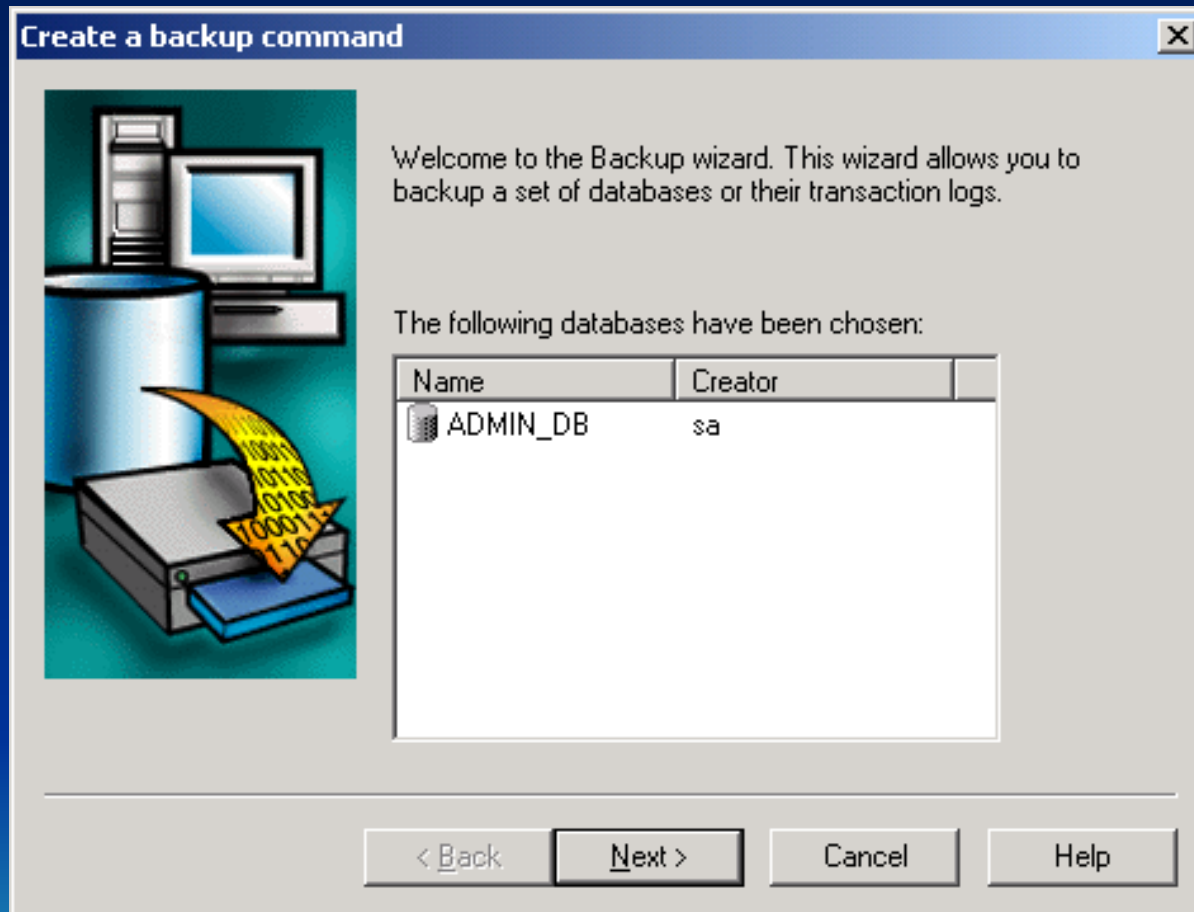 Create a backup command
Welcome to the Backup wizard. This wizard allows you to
backup a set of databases or their transaction logs.
The following databases have been chosen:
Name Creator
ADMIN_DB sa
< Back Next > Cancel Help